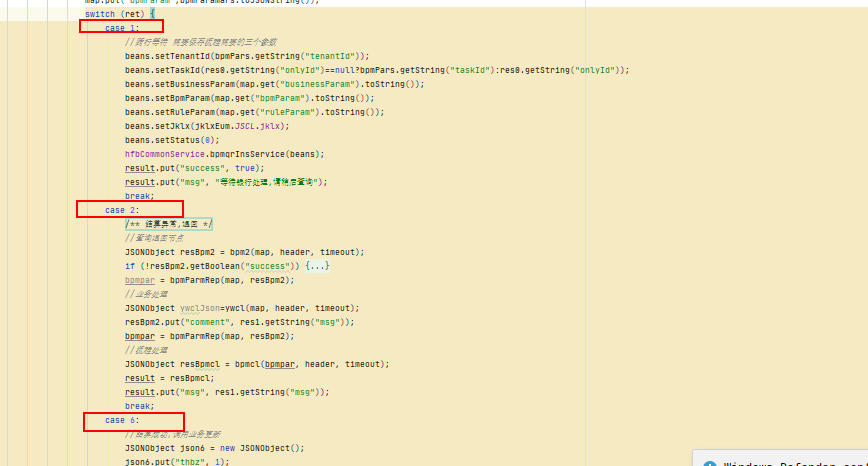 map.put("bpmParam",bpmParamars.toJSONString());
switch (ret) {
case 1:
//银行等待 需要保存流程需要的三个参数
beans.setTenantId(bpmPars.getString("tenantId"));
beans.setTaskId(res0.getString("onlyId")==null?bpmPars.getString("taskId"):res0.getString("onlyId"));
beans.setBusinessParam(map.get("businessParam").toString());
beans.setBpmParam(map.get("bpmParam").toString());
beans.setRuleParam(map.get("ruleParam").toString());
beans.setJklx(jklxEum.JSCL.jklx);
beans.setStatus(0);
hfbCommonService.bpmqrInsService(beans);
result.put("success", true);
result.put("msg", "等待银行处理,请稍后查询");
break;
case 2:
/** 结算异常,退回 */
//查询退回节点
JSONObject resBpm2 = bpm2(map, header, timeout);
if (!resBpm2.getBoolean("success")) {...}
bpmpar = bpmParmRep(map, resBpm2);
//业务处理
JSONObject ywclJson=ywcl(map, header, timeout);
resBpm2.put("comment", res1.getString("msg"));
bpmpar = bpmParmRep(map, resBpm2);
//流程处理
JSONObject resBpmcl = bpmcl(bpmpar, header, timeout);
result = resBpmcl;
result.put("msg", res1.getString("msg"));
break;
case 6:
//结算成功,调用业务更新
JSONObject json6 = new JSONObject();
json6.put("thbz", 1);